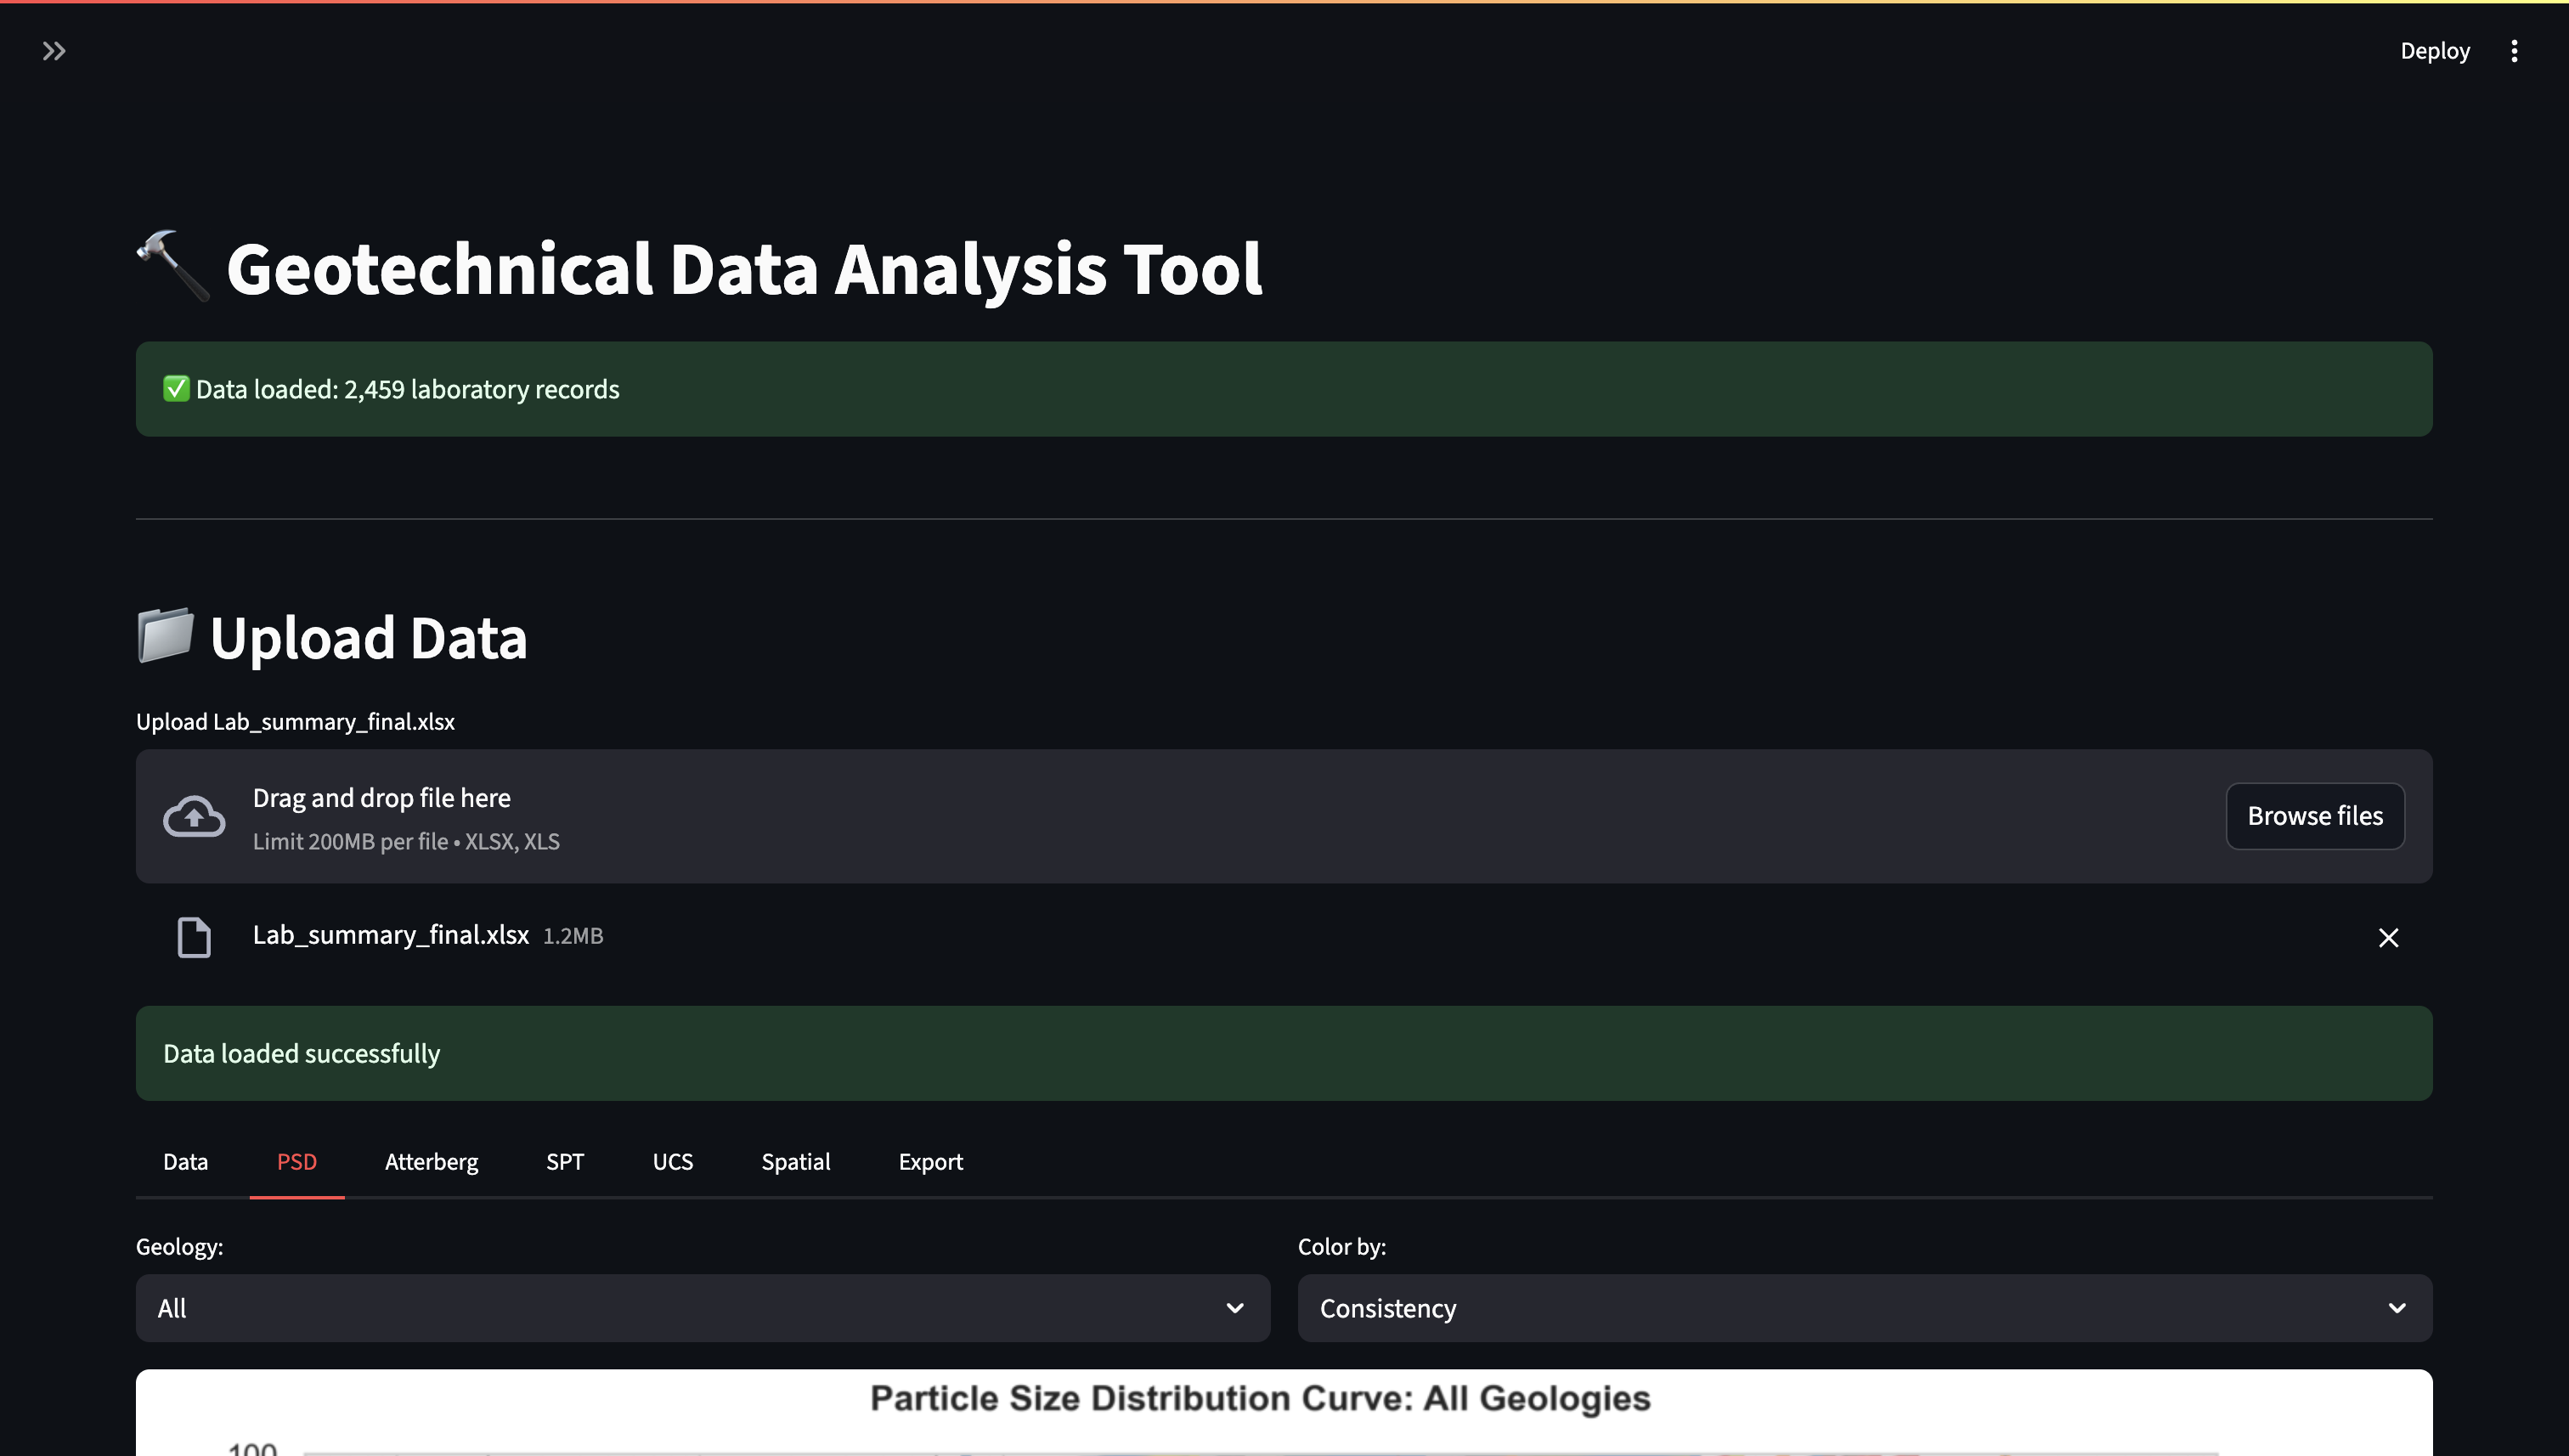 Deploy
Geotechnical Data Analysis Tool
Data loaded: 2,459 laboratory records
Upload Data
Upload Lab_summary_final.xlsx
Drag and drop file here
Limit 200MB per file • XLSX, XLS
Browse files
Lab_summary_final.xlsx 1.2MB
Data loaded successfully
Data PSD Atterberg SPT UCS Spatial Export
Geology: Color by:
All Consistency
Particle Size Distribution Curve: All Geologies
100